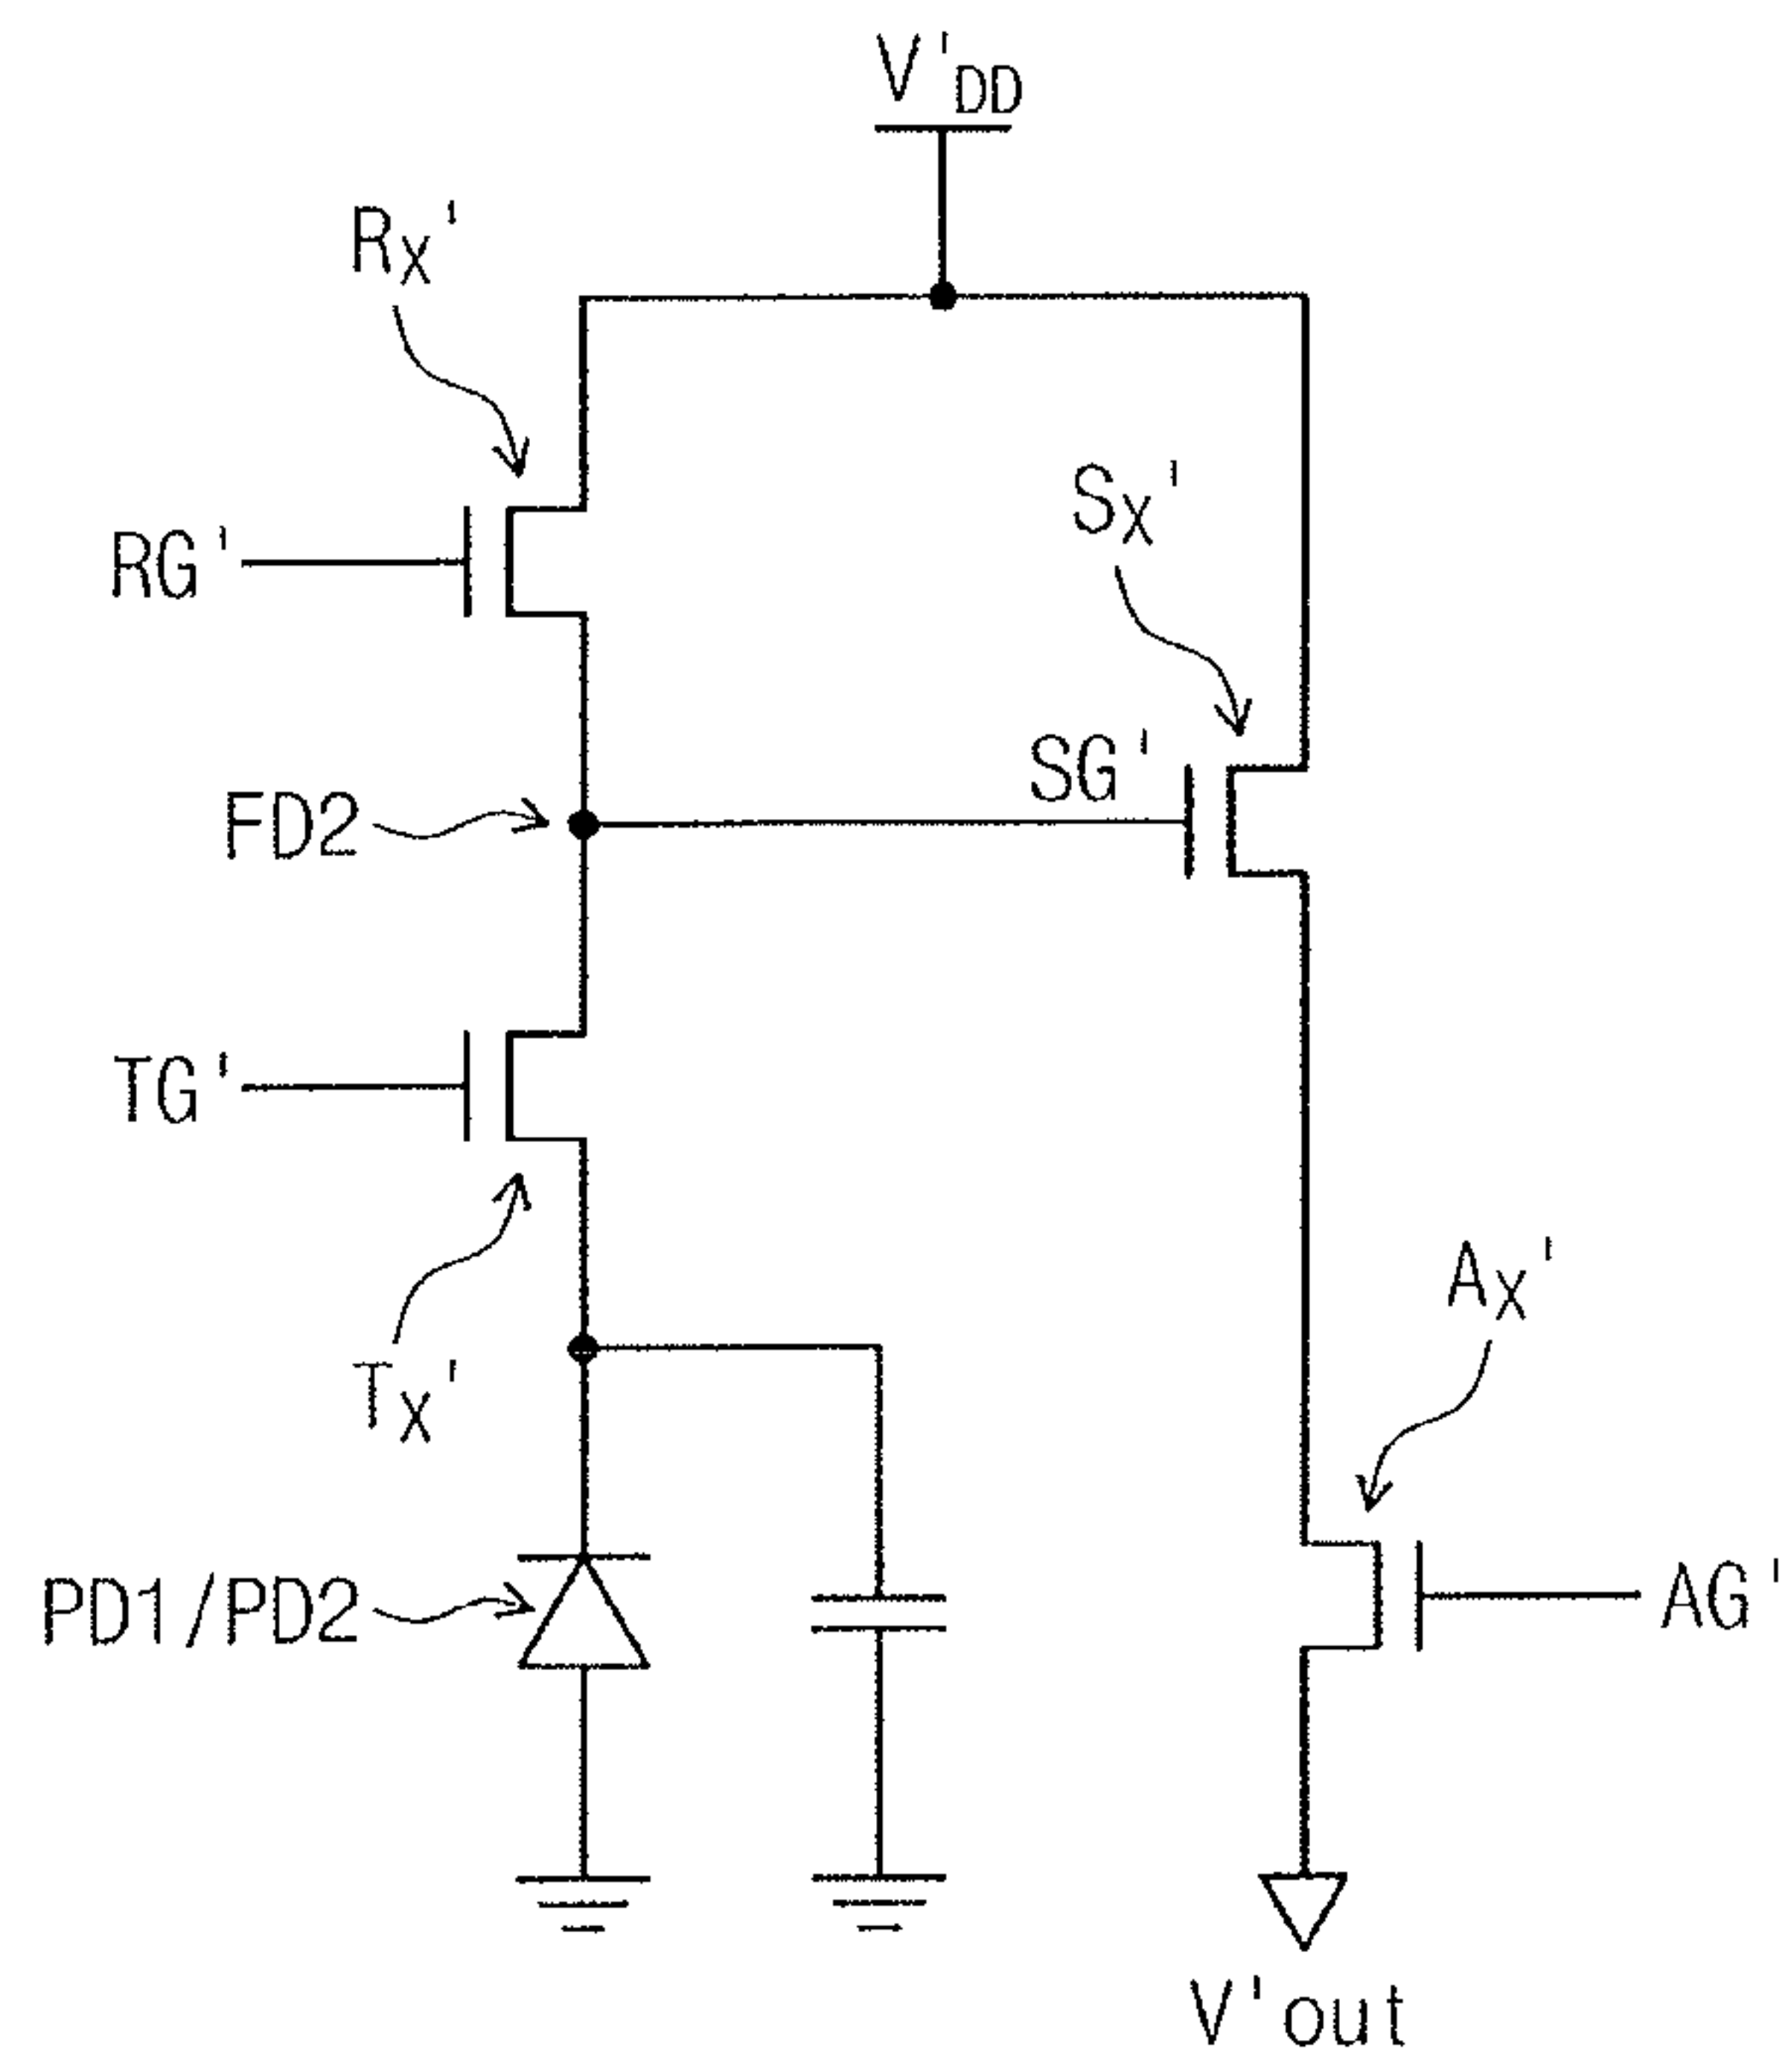 V'DD
RX'
SX'
RG'
SG'
FD2
TG'
AX'
TX'
PD1/PD2
AG'
V'out